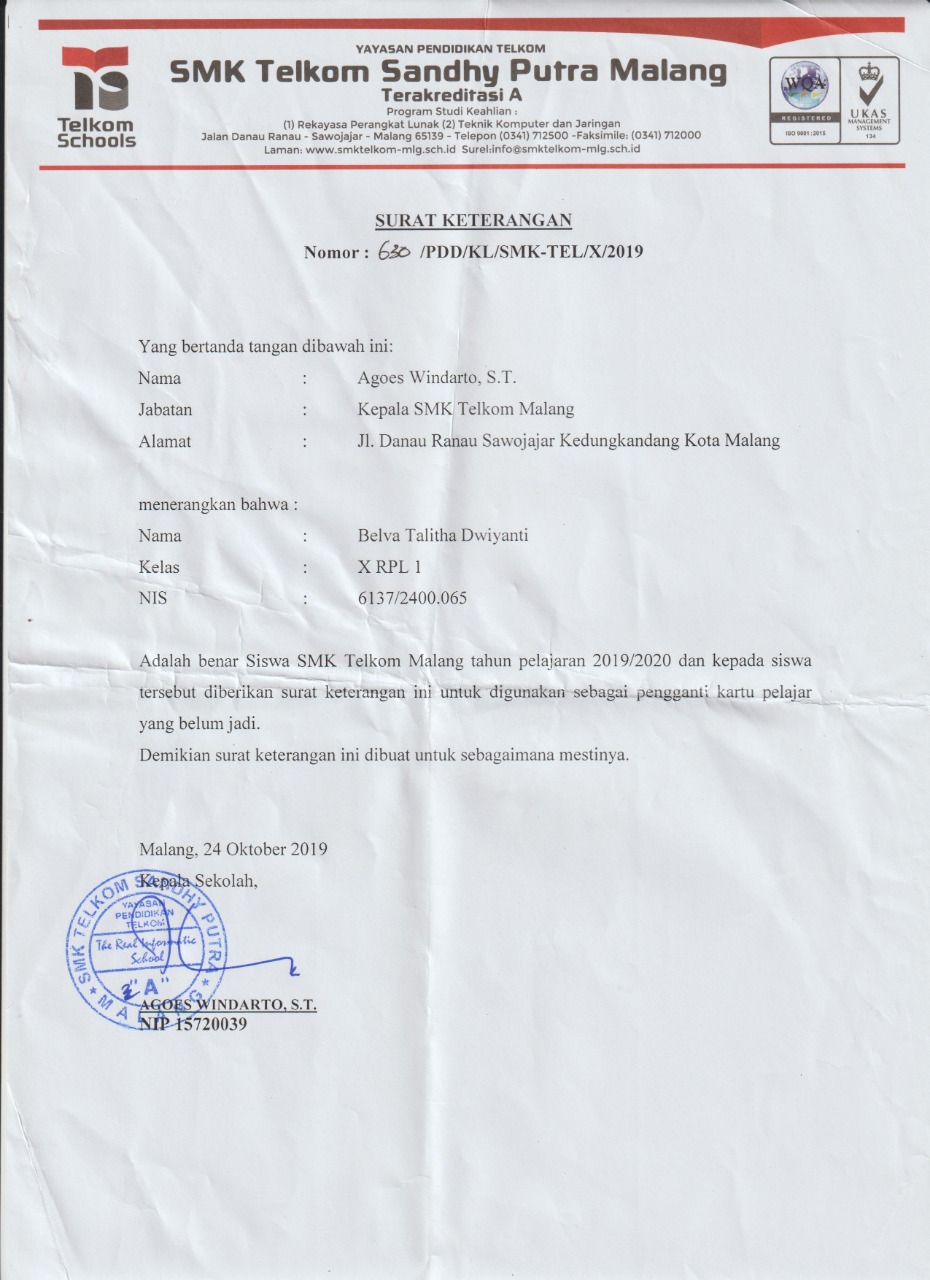 YAYASAN PENDIDIKAN TELKOM
SMK Telkom Sandhy Putra Malang
Terakreditasi A
Program Studi Keahlian :
(1) Rekayasa Perangkat Lunak (2) Teknik Komputer dan Jaringan
Jalan Danau Ranau - Sawojajar - Malang 65139 - Telepon (0341) 712500 -Faksimile: (0341) 712000
Laman: www.smktelkom-mlg.sch.id Surel:info@smktelkom-mlg.sch.id
Telkom
Schools
WQA
REGISTERED
ISO 9001:2015
UKAS
MANAGEMENT
SYSTEMS
134
SURAT KETERANGAN
Nomor : 630 /PDD/KL/SMK-TEL/X/2019
Yang bertanda tangan dibawah ini:
Nama : Agoes Windarto, S.T.
Jabatan : Kepala SMK Telkom Malang
Alamat : Jl. Danau Ranau Sawojajar Kedungkandang Kota Malang
menerangkan bahwa :
Nama : Belva Talitha Dwiyanti
Kelas : X RPL 1
NIS : 6137/2400.065
Adalah benar Siswa SMK Telkom Malang tahun pelajaran 2019/2020 dan kepada siswa
tersebut diberikan surat keterangan ini untuk digunakan sebagai pengganti kartu pelajar
yang belum jadi.
Demikian surat keterangan ini dibuat untuk sebagaimana mestinya.
Malang, 24 Oktober 2019
Kepala Sekolah,
SMK TELKOM SANDHY PUTRA
YAYASAN
PENDIDIKAN
TELKOM
The Real Informatic
School
"A"
MALANG
AGOES WINDARTO, S.T.
NIP 15720039